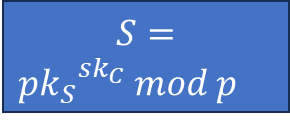 S =
pk_S^{sk_C} mod p